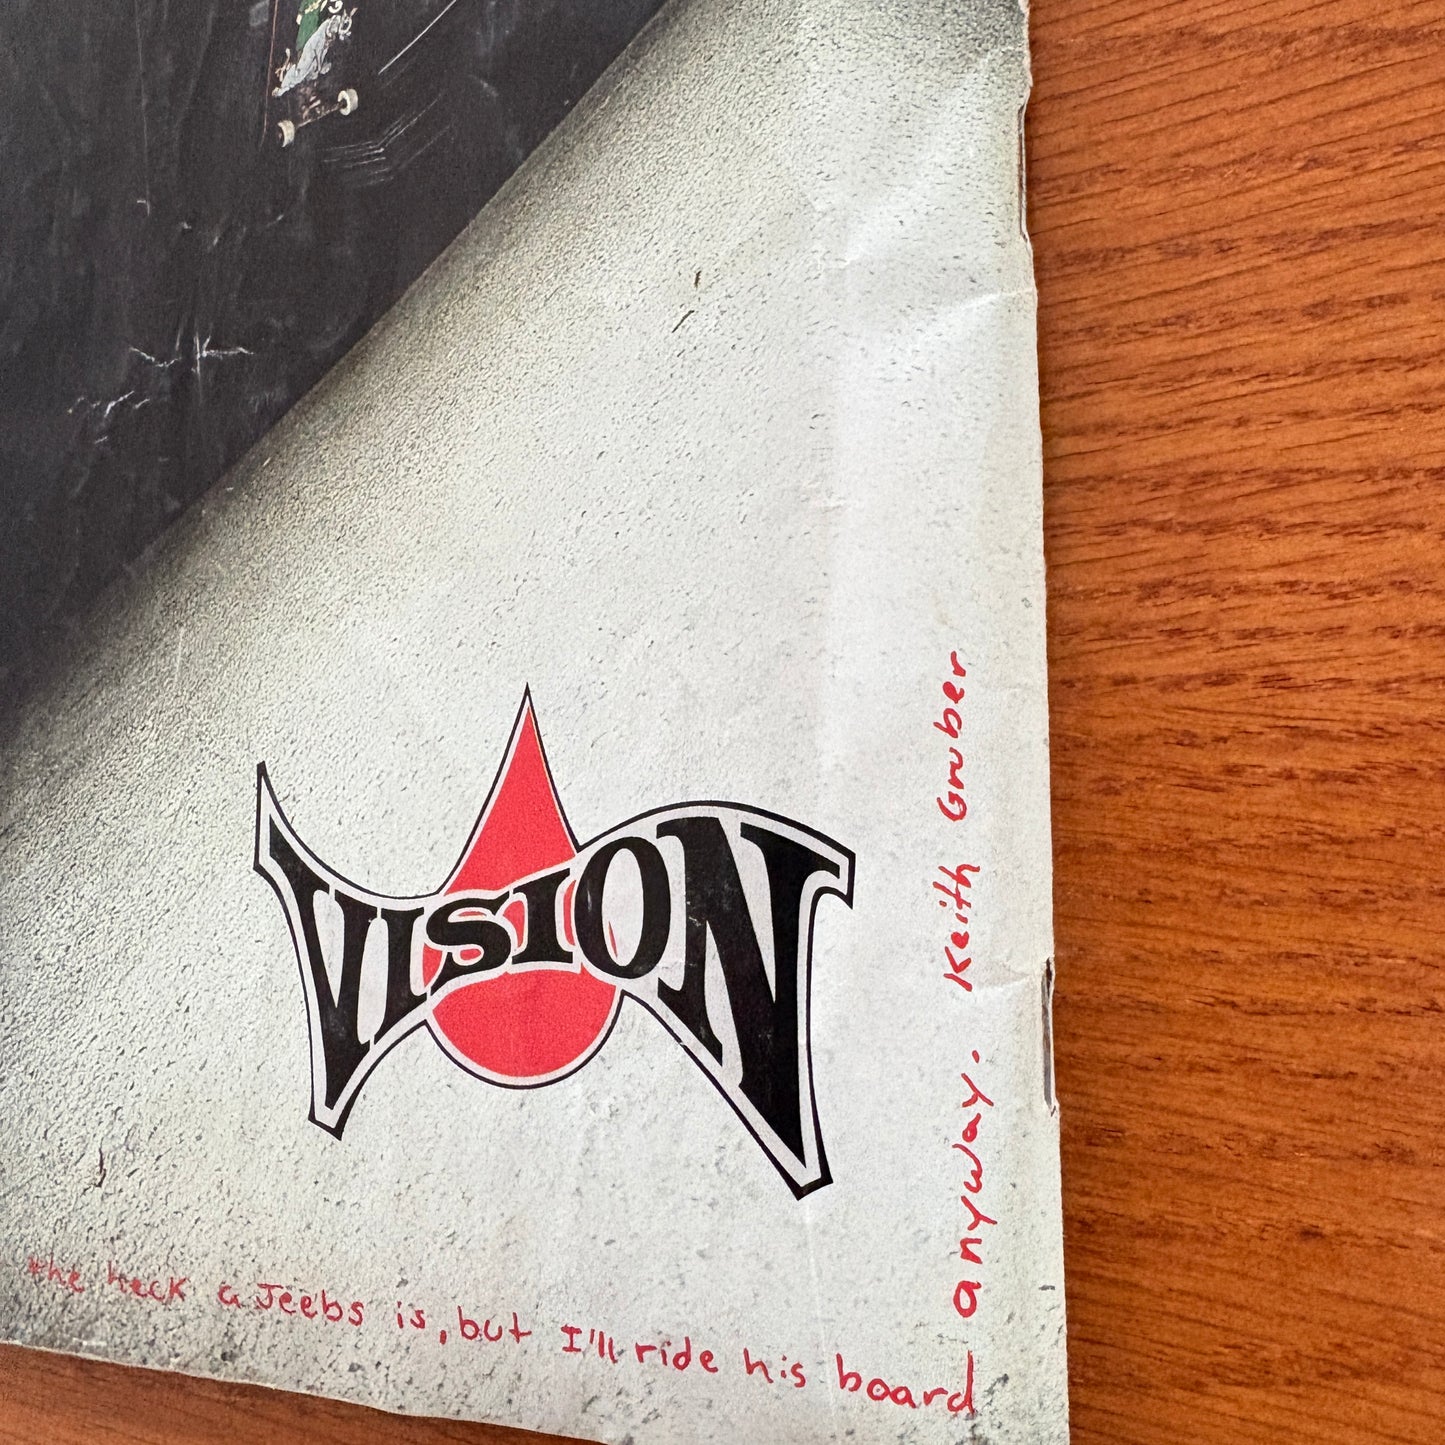 VISION
the heck a Jeebs is, but I'll ride his board
anyway. Keith Gruber